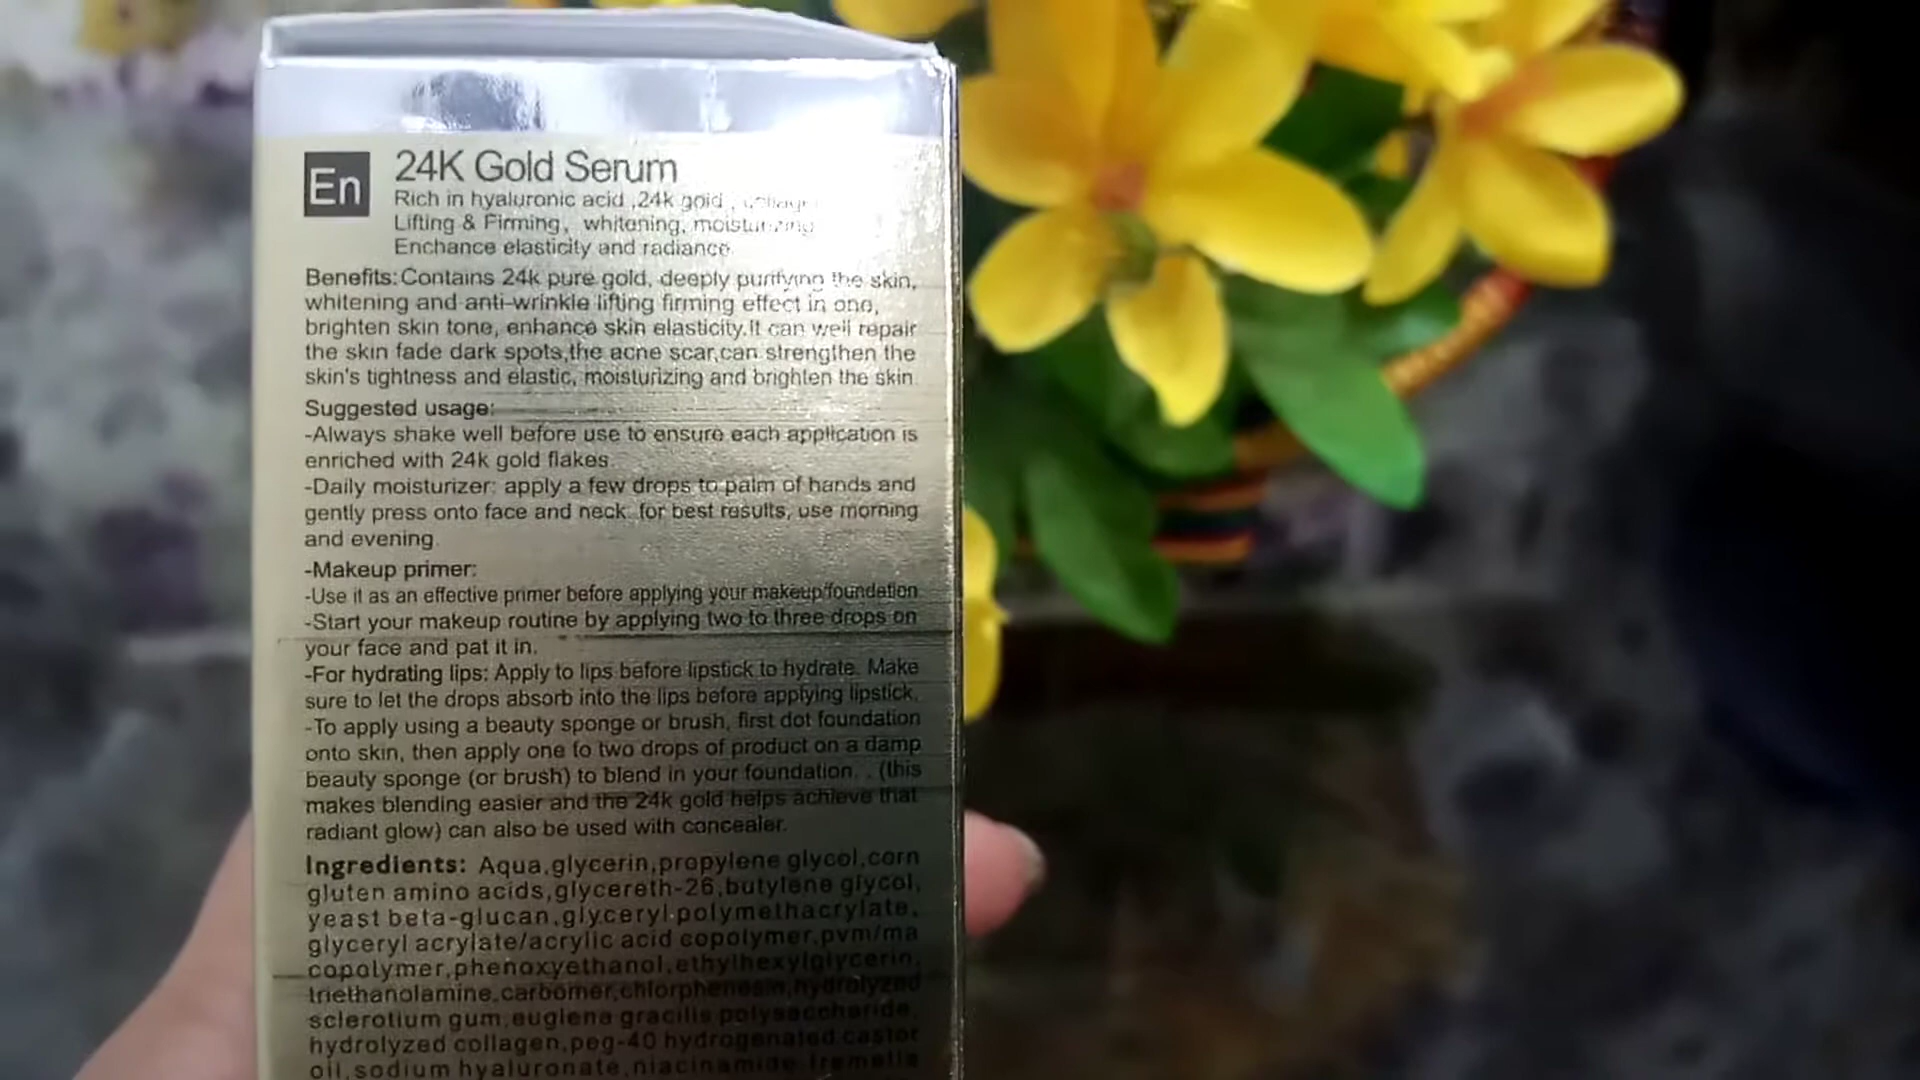 En
24K Gold Serum
Rich in hyaluronic acid ,24k gold ,
Lifting & Firming, whitening, moisturizing
Enchance elasticity and radiance
Benefits:Contains 24k pure gold, deeply purifying the skin,
whitening and anti-wrinkle lifting firming effect in one,
brighten skin tone, enhance skin elasticity.It can well repair
the skin fade dark spots,the acne scar,can strengthen the
skin's tightness and elastic, moisturizing and brighten the skin
Suggested usage:
-Always shake well before use to ensure each application is
enriched with 24k gold flakes.
-Daily moisturizer: apply a few drops to palm of hands and
gently press onto face and neck for best results, use morning
and evening.
-Makeup primer:
-Use it as an effective primer before applying your makeup/foundation
-Start your makeup routine by applying two to three drops on
your face and pat it in.
-For hydrating lips: Apply to lips before lipstick to hydrate. Make
sure to let the drops absorb into the lips before applying lipstick.
-To apply using a beauty sponge or brush, first dot foundation
onto skin, then apply one fo two drops of product on a damp
beauty sponge (or brush) to blend in your foundation. . (this
makes blending easier and the 24k gold helps achieve that
radiant glow) can also be used with concealer.
Ingredients: Aqua,glycerin,propylene glycol,corn
gluten amino acids,glycereth-26,butylene glycol,
yeast beta-glucan,glyceryl polymethacrylate,
glyceryl acrylate/acrylic acid copolymer,pvm/ma
copolymer,phenoxyethanol,ethylhexylglycerin,
triethanolamine,carbomer,chlorphenesin,hydrolyzed
sclerotium gum,euglena gracilis polysaccharide,
hydrolyzed collagen,peg-40 hydrogenated castor
oil,sodium hyaluronate,niacinamide,tremella